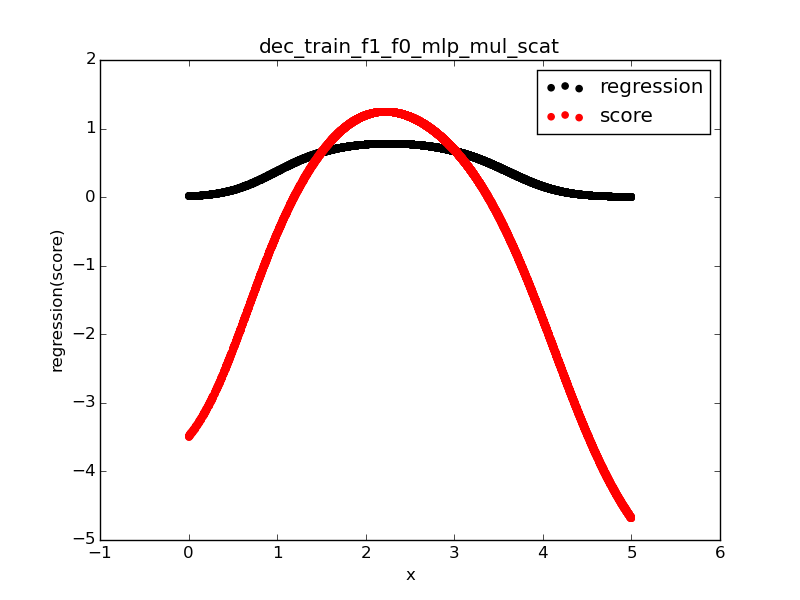 dec_train_f1_f0_mlp_mul_scat
regression
score
2
1
0
−1
−2
−3
−4
−5
regression(score)
−1 0 1 2 3 4 5 6
x